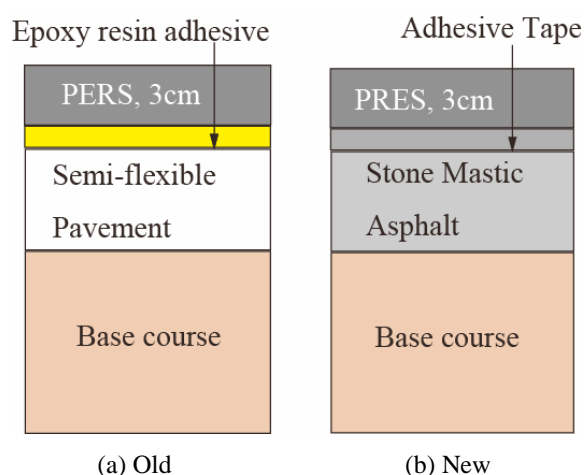 Epoxy resin adhesive
PERS, 3cm
Semi-flexible
Pavement
Base course
(a) Old
Adhesive Tape
PRES, 3cm
Stone Mastic
Asphalt
Base course
(b) New